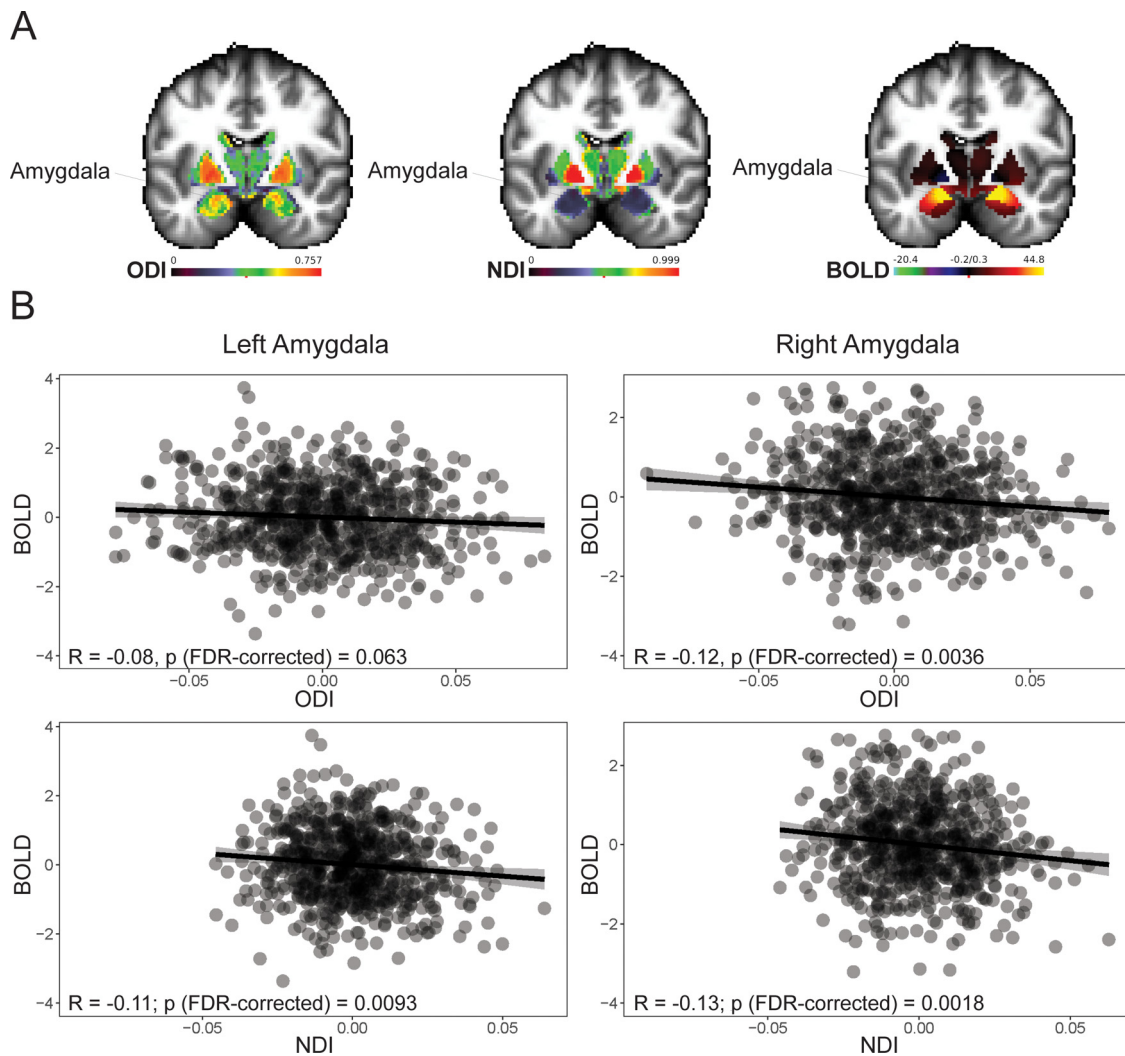 A
Amygdala
Amygdala
Amygdala
ODI 0 0.757
NDI 0 0.999
BOLD -20.4 -0.2/0.3 44.8
B
Left Amygdala
Right Amygdala
BOLD
4
2
0
−2
−4
R = -0.08, p (FDR-corrected) = 0.063
−0.05 0.00 0.05
ODI
BOLD
2
0
−2
−4
R = -0.12, p (FDR-corrected) = 0.0036
−0.05 0.00 0.05
ODI
BOLD
4
2
0
−2
−4
R = -0.11; p (FDR-corrected) = 0.0093
−0.05 0.00 0.05
NDI
BOLD
2
0
−2
−4
R = -0.13; p (FDR-corrected) = 0.0018
−0.05 0.00 0.05
NDI